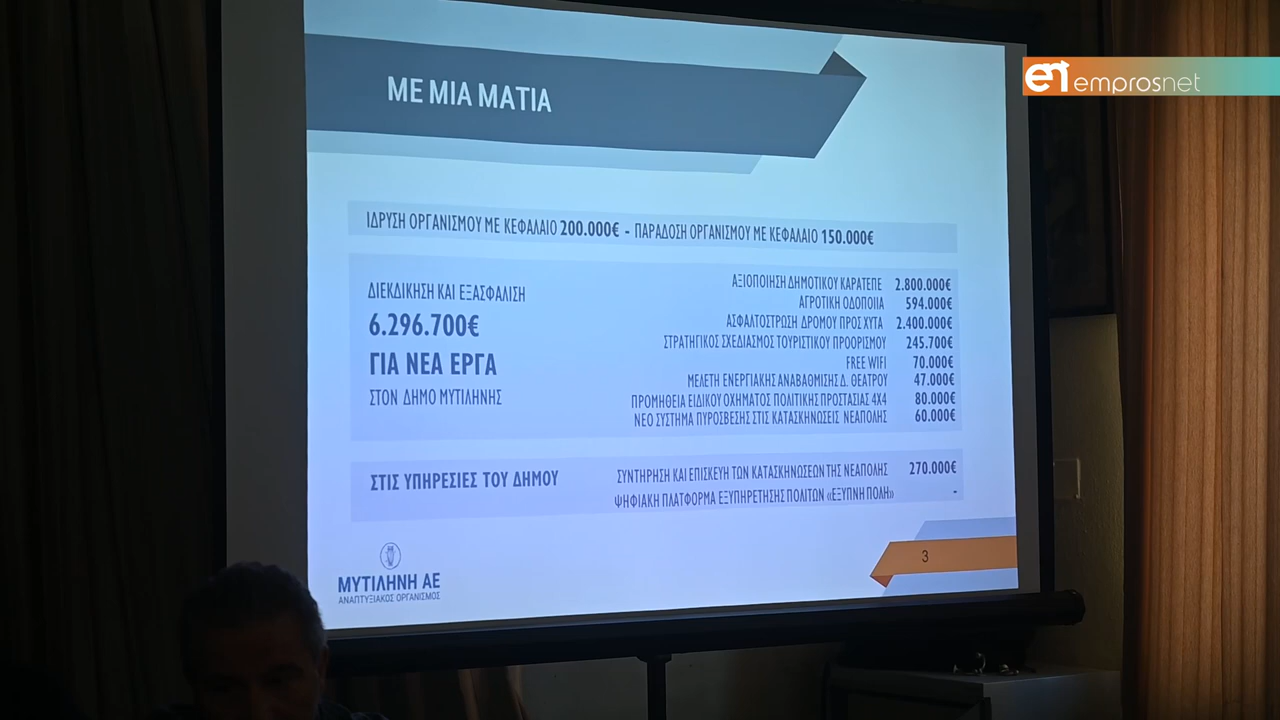 emprosnet
ΜΕ ΜΙΑ ΜΑΤΙΑ
ΙΔΡΥΣΗ ΟΡΓΑΝΙΣΜΟΥ ΜΕ ΚΕΦΑΛΑΙΟ 200.000€ - ΠΑΡΑΔΟΣΗ ΟΡΓΑΝΙΣΜΟΥ ΜΕ ΚΕΦΑΛΑΙΟ 150.000€
ΔΙΕΚΔΙΚΗΣΗ ΚΑΙ ΕΞΑΣΦΑΛΙΣΗ
6.296.700€
ΓΙΑ ΝΕΑ ΕΡΓΑ
ΣΤΟΝ ΔΗΜΟ ΜΥΤΙΛΗΝΗΣ
ΑΞΙΟΠΟΙΗΣΗ ΔΗΜΟΤΙΚΟΥ ΚΑΡΑΤΕΠΕ 2.800.000€
ΑΓΡΟΤΙΚΗ ΟΔΟΠΟΙΙΑ 594.000€
ΑΣΦΑΛΤΟΣΤΡΩΣΗ ΔΡΟΜΟΥ ΠΡΟΣ ΧΥΤΑ 2.400.000€
ΣΤΡΑΤΗΓΙΚΟΣ ΣΧΕΔΙΑΣΜΟΣ ΤΟΥΡΙΣΤΙΚΟΥ ΠΡΟΟΡΙΣΜΟΥ 245.700€
FREE WIFI 70.000€
ΜΕΛΕΤΗ ΕΝΕΡΓΙΑΚΗΣ ΑΝΑΒΑΘΜΙΣΗΣ Δ. ΘΕΑΤΡΟΥ 47.000€
ΠΡΟΜΗΘΕΙΑ ΕΙΔΙΚΟΥ ΟΧΗΜΑΤΟΣ ΠΟΛΙΤΙΚΗΣ ΠΡΟΣΤΑΣΙΑΣ 4Χ4 80.000€
ΝΕΟ ΣΥΣΤΗΜΑ ΠΥΡΟΣΒΕΣΗΣ ΣΤΙΣ ΚΑΤΑΣΚΗΝΩΣΕΙΣ ΝΕΑΠΟΛΗΣ 60.000€
ΣΤΙΣ ΥΠΗΡΕΣΙΕΣ ΤΟΥ ΔΗΜΟΥ
ΣΥΝΤΗΡΗΣΗ ΚΑΙ ΕΠΙΣΚΕΥΗ ΤΩΝ ΚΑΤΑΣΚΗΝΩΣΕΩΝ ΤΗΣ ΝΕΑΠΟΛΗΣ 270.000€
ΨΗΦΙΑΚΗ ΠΛΑΤΦΟΡΜΑ ΕΞΥΠΗΡΕΤΗΣΗΣ ΠΟΛΙΤΩΝ «ΕΞΥΠΝΗ ΠΟΛΗ» -
ΜΥΤΙΛΗΝΗ ΑΕ
ΑΝΑΠΤΥΞΙΑΚΟΣ ΟΡΓΑΝΙΣΜΟΣ
3